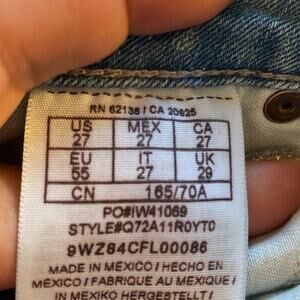 RN 62136 / CA 20825
US MEX CA
27 27 27
EU IT UK
55 27 29
CN 165/70A
PO#IW41069
STYLE#Q72A11R0YT0
9WZ84CFL00086
MADE IN MEXICO / HECHO EN
MEXICO / FABRIQUE AU MEXIQUE /
IN MEXIKO HERGESTELLT /